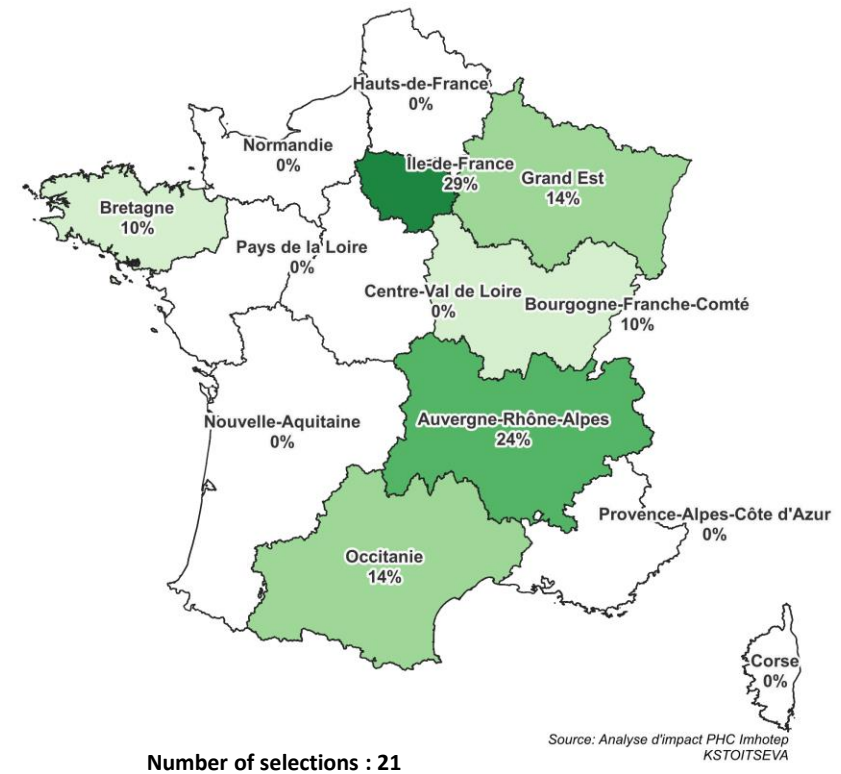 Hauts-de-France
0%
Normandie
0%
Île-de-France
29%
Grand Est
14%
Bretagne
10%
Pays de la Loire
0%
Centre-Val de Loire
0%
Bourgogne-Franche-Comté
10%
Nouvelle-Aquitaine
0%
Auvergne-Rhône-Alpes
24%
Provence-Alpes-Côte d'Azur
0%
Occitanie
14%
Corse
0%
Source: Analyse d'impact PHC Imhotep
KSTOITSEVA
Number of selections : 21